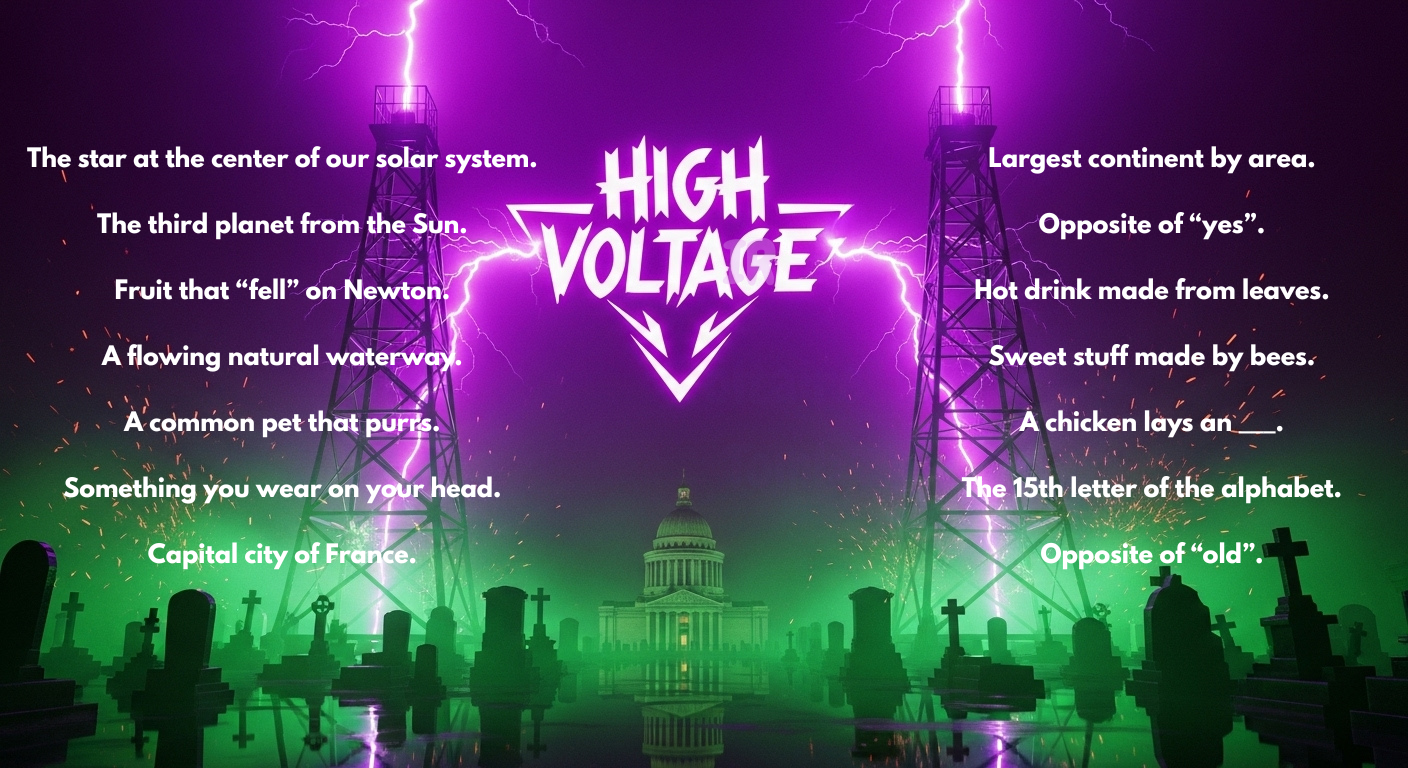 HIGH
VOLTAGE
The star at the center of our solar system.
The third planet from the Sun.
Fruit that “fell” on Newton.
A flowing natural waterway.
A common pet that purrs.
Something you wear on your head.
Capital city of France.
Largest continent by area.
Opposite of “yes”.
Hot drink made from leaves.
Sweet stuff made by bees.
A chicken lays an ___.
The 15th letter of the alphabet.
Opposite of “old”.